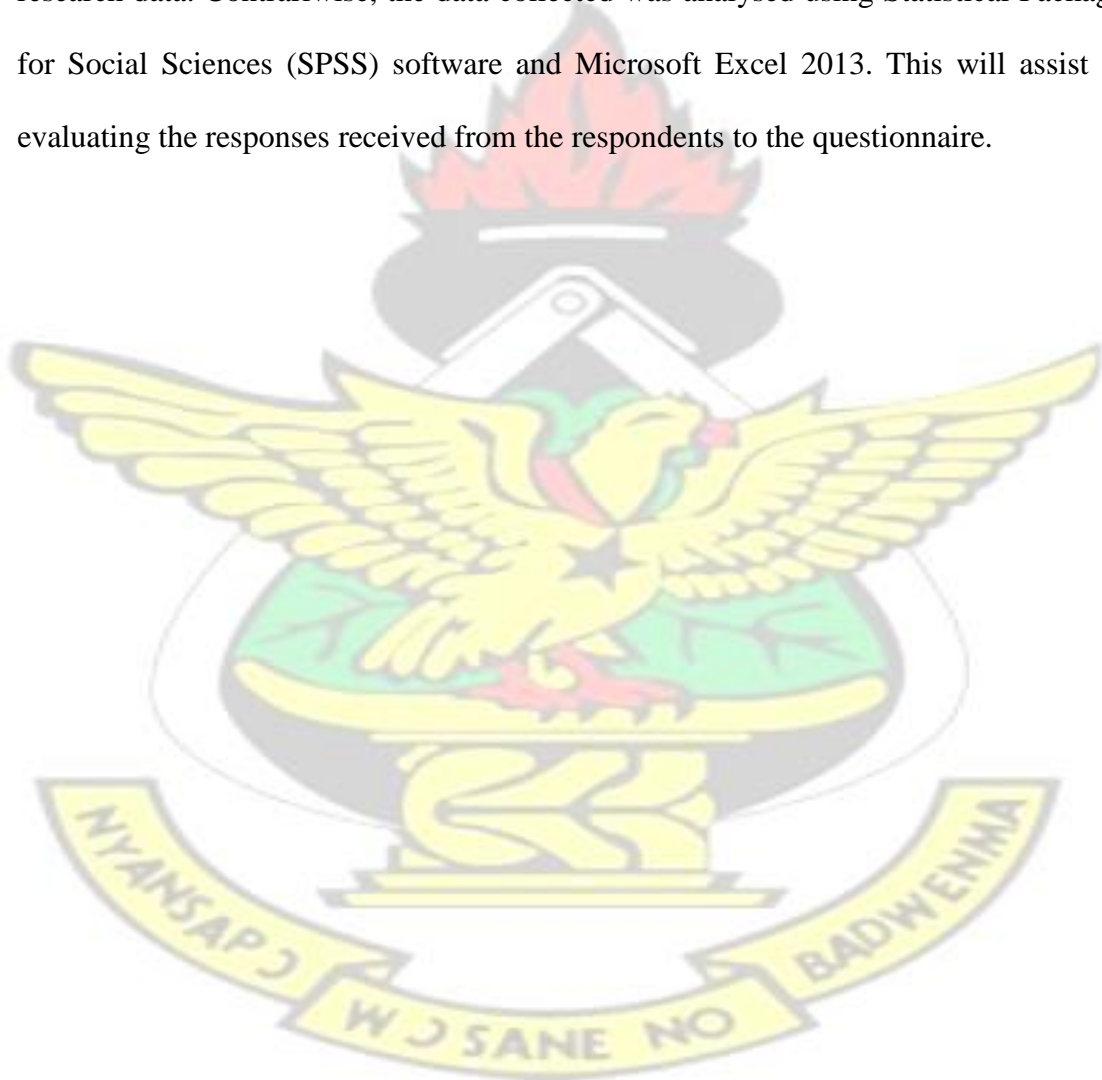 research data. Contrariwise, the data collected was analysed using Statistical Packag
for Social Sciences (SPSS) software and Microsoft Excel 2013. This will assist
evaluating the responses received from the respondents to the questionnaire.
NYANSAPƆ
WƆSANE NO
BADWENMA